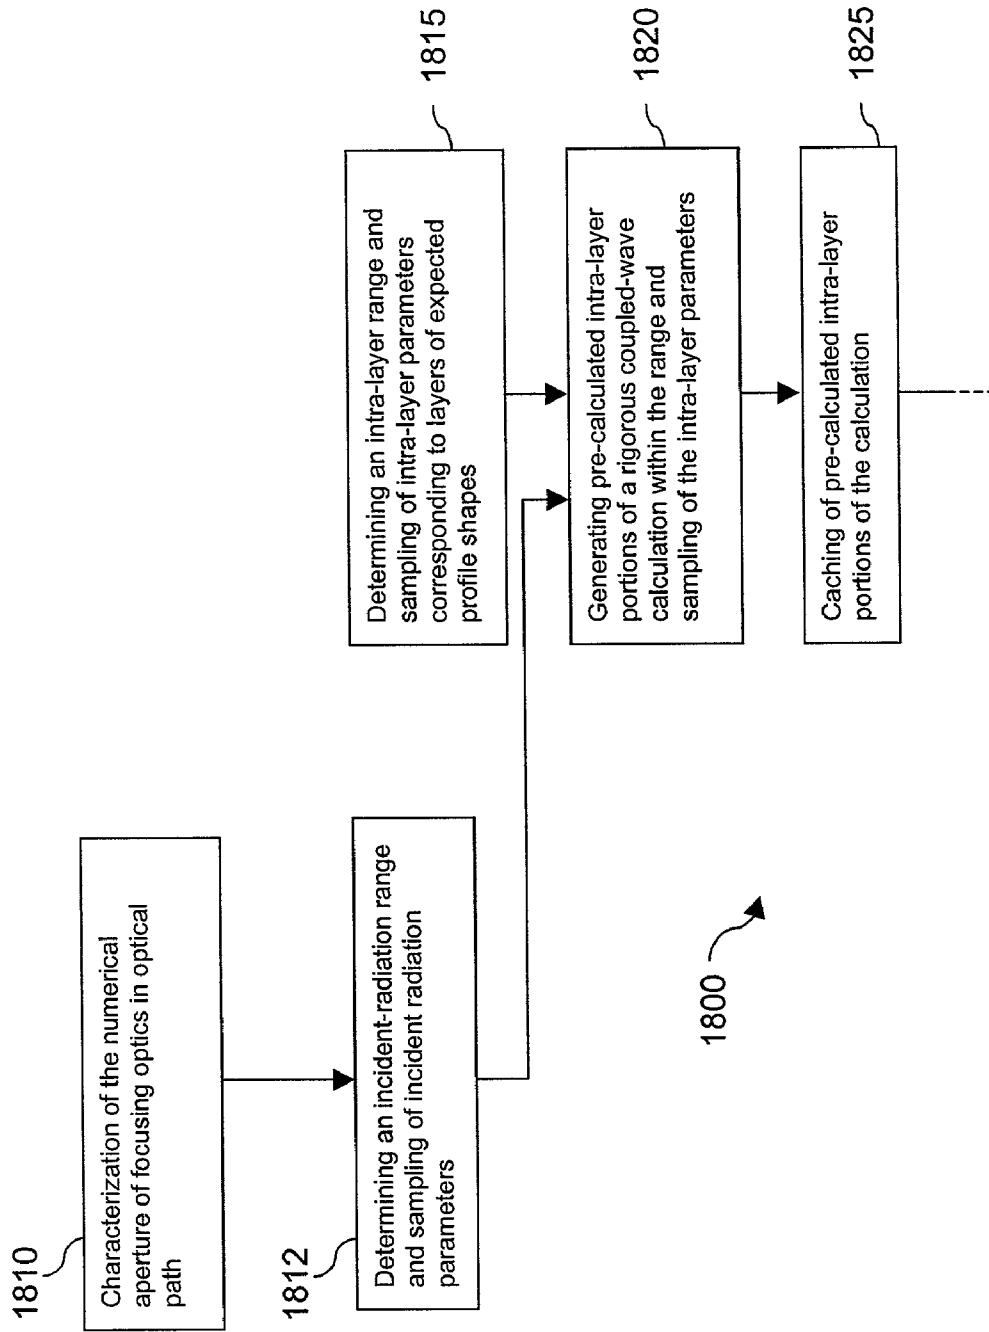 1810
Characterization of the numerical
aperture of focusing optics in optical
path
1812
Determining an incident-radiation range
and sampling of incident radiation
parameters
1815
Determining an intra-layer range and
sampling of intra-layer parameters
corresponding to layers of expected
profile shapes
1820
Generating pre-calculated intra-layer
portions of a rigorous coupled-wave
calculation within the range and
sampling of the intra-layer parameters
1825
Caching of pre-calculated intra-layer
portions of the calculation
1800